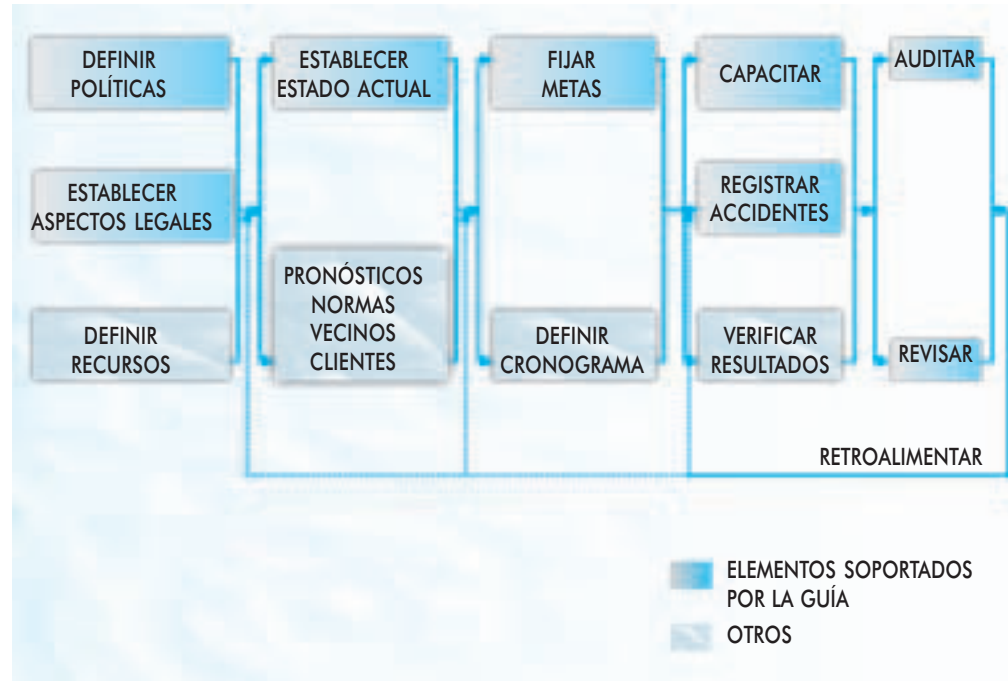 DEFINIR
POLÍTICAS
ESTABLECER
ASPECTOS LEGALES
DEFINIR
RECURSOS
ESTABLECER
ESTADO ACTUAL
PRONÓSTICOS
NORMAS
VECINOS
CLIENTES
FIJAR
METAS
DEFINIR
CRONOGRAMA
CAPACITAR
REGISTRAR
ACCIDENTES
VERIFICAR
RESULTADOS
AUDITAR
REVISAR
RETROALIMENTAR
ELEMENTOS SOPORTADOS
POR LA GUÍA
OTROS